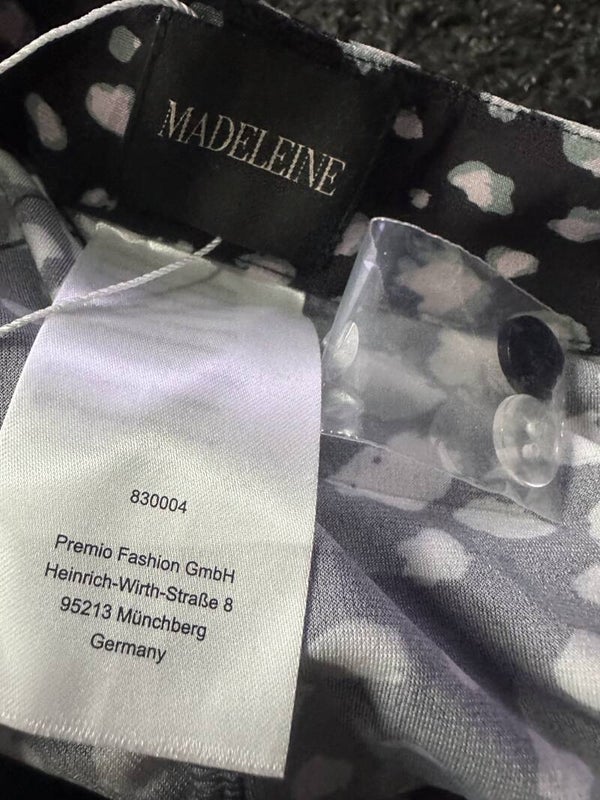 MADELEINE
830004
Premio Fashion GmbH
Heinrich-Wirth-Straße 8
95213 Münchberg
Germany